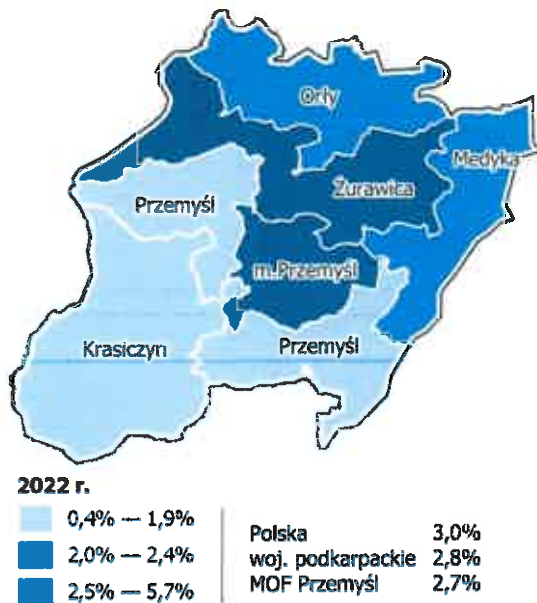 Orły
Medyka
Żurawica
Przemyśl
m.Przemyśl
Krasiczyn
Przemyśl
2022 r.
0,4% — 1,9%
2,0% — 2,4%
2,5% — 5,7%
Polska 3,0%
woj. podkarpackie 2,8%
MOF Przemyśl 2,7%